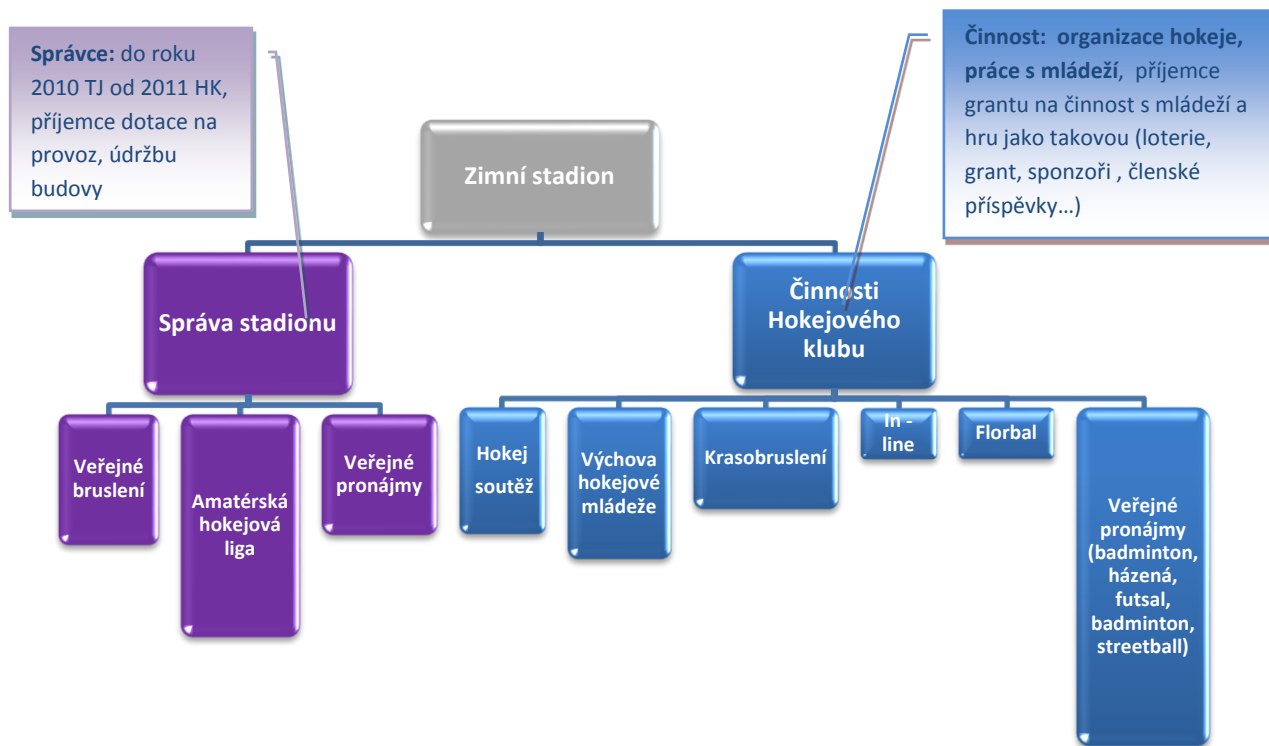 Správce: do roku
2010 TJ od 2011 HK,
příjemce dotace na
provoz, údržbu
budovy
Činnost: organizace hokeje,
práce s mládeží, příjemce
grantu na činnost s mládeží a
hru jako takovou (loterie,
grant, sponzoři , členské
příspěvky...)
Zimní stadion
Správa stadionu
Činnosti
Hokejového
klubu
Veřejné
bruslení
Amatérská
hokejová
liga
Veřejné
pronájmy
Hokej
soutěž
Výchova
hokejové
mládeže
Krasobruslení
In -
line
Florbal
Veřejné
pronájmy
(badminton,
házená,
futsal,
badminton,
streetball)